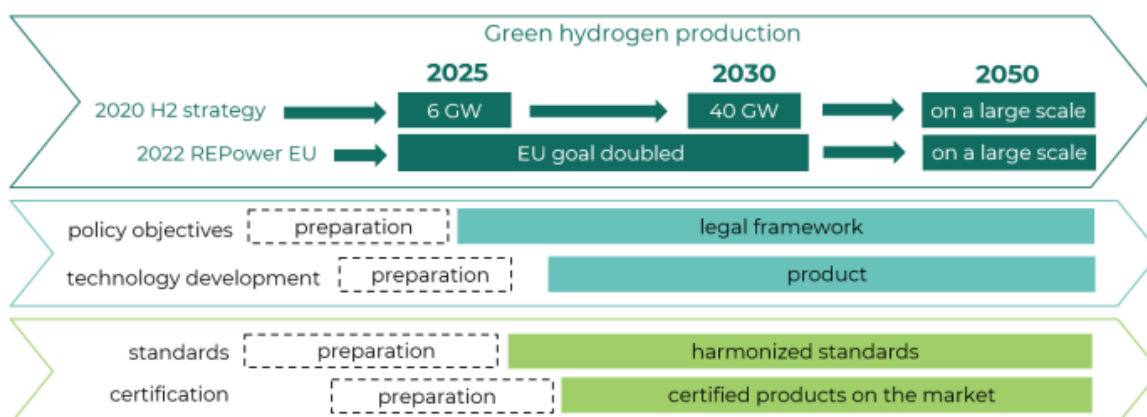 Green hydrogen production
2025 2030 2050
2020 H2 strategy 6 GW 40 GW on a large scale
2022 REPower EU EU goal doubled on a large scale
policy objectives preparation legal framework
technology development preparation product
standards preparation harmonized standards
certification preparation certified products on the market